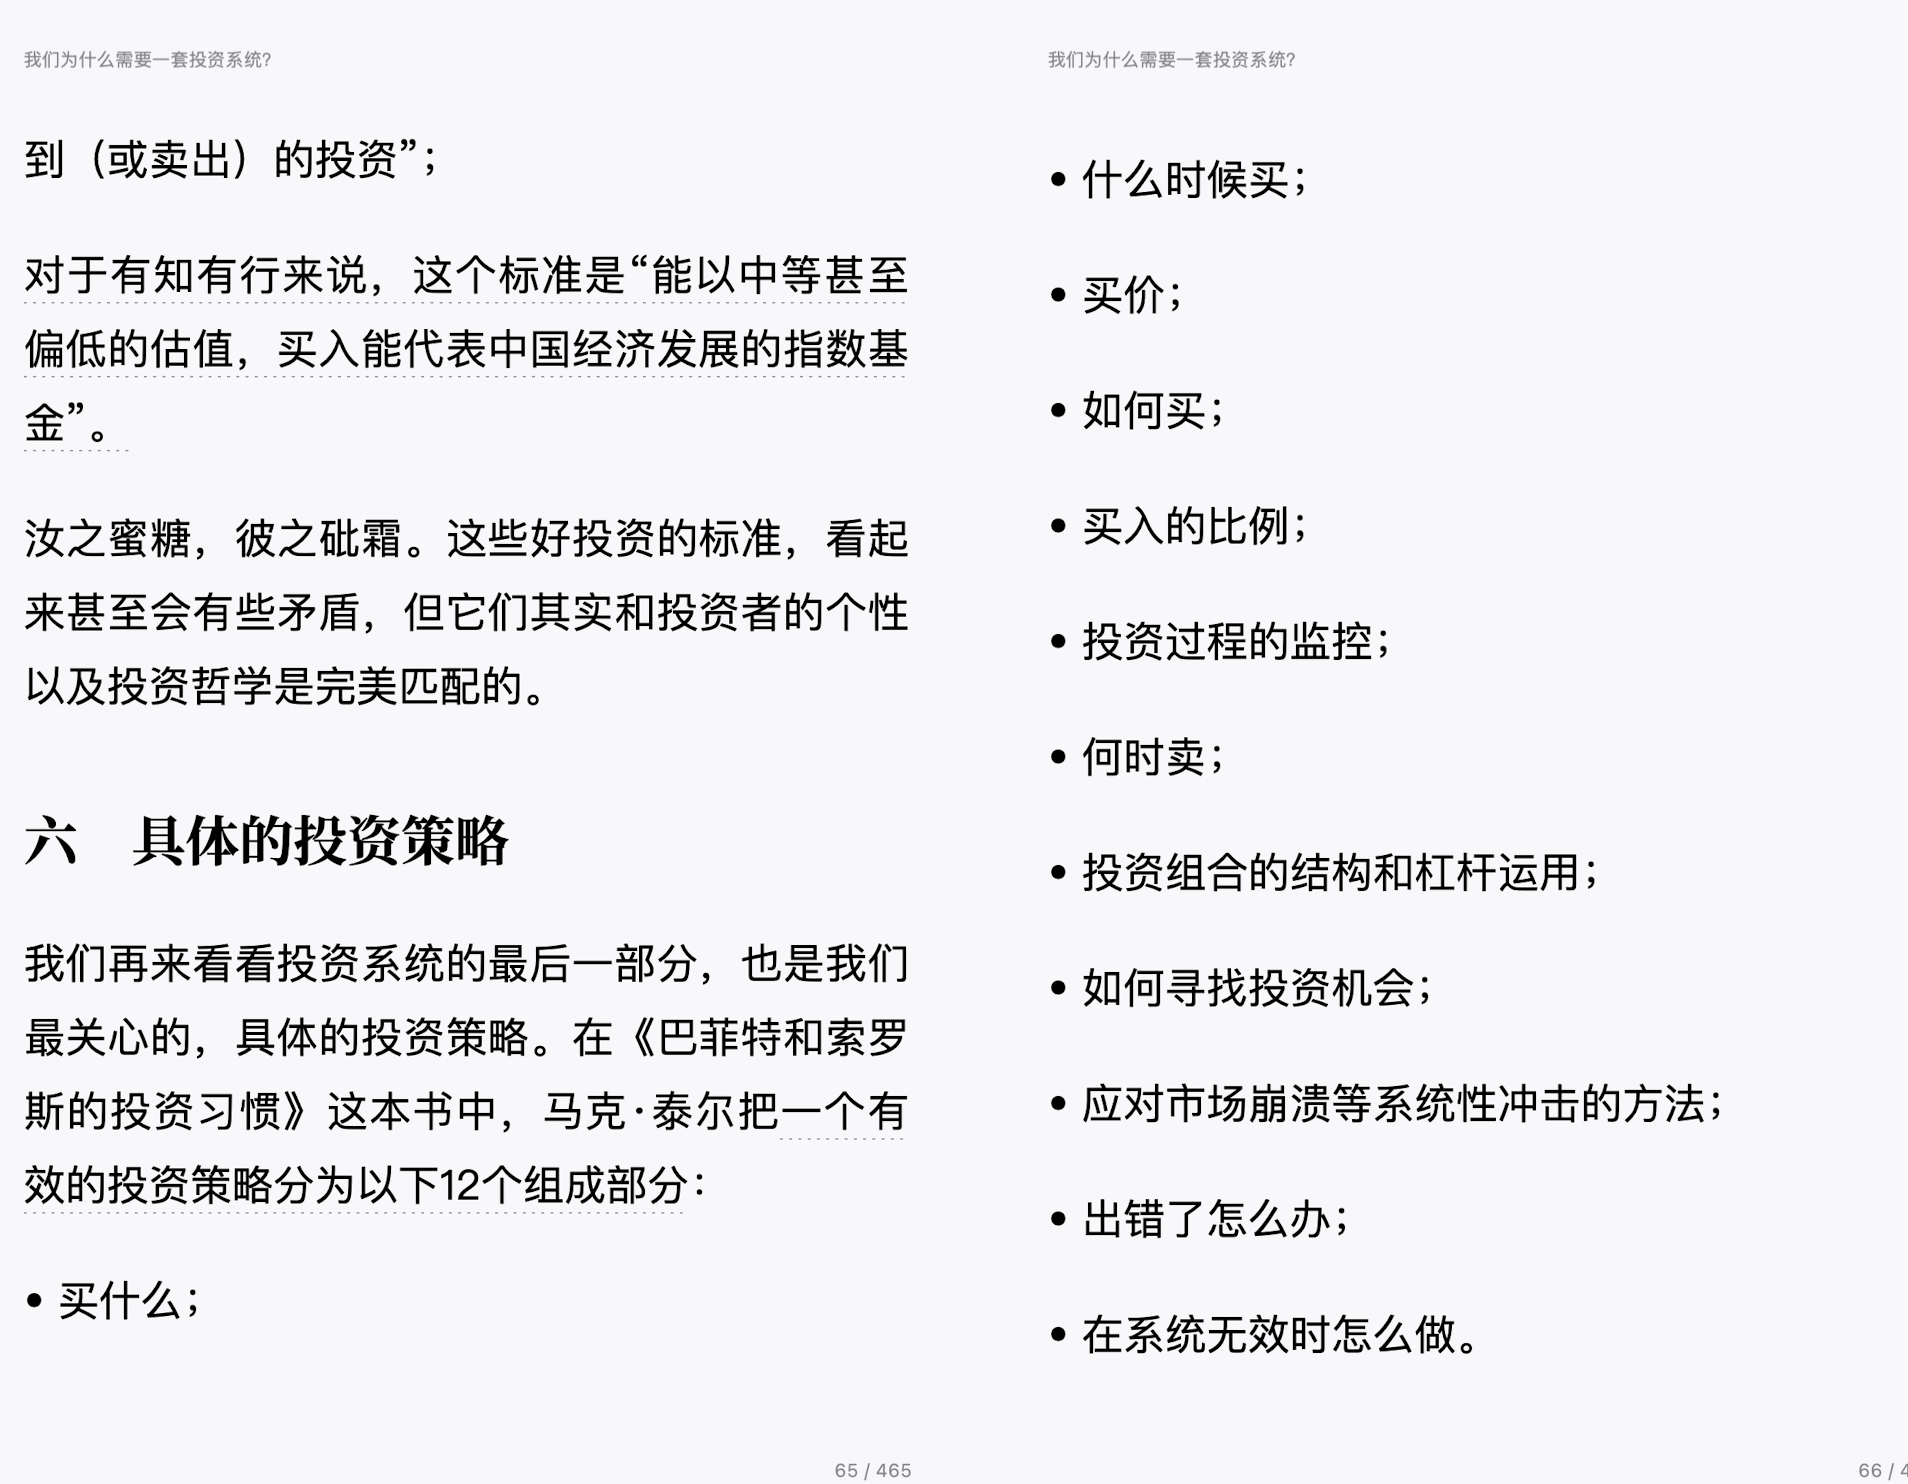 我们为什么需要一套投资系统?
到（或卖出）的投资”；
对于有知有行来说，这个标准是“能以中等甚至
偏低的估值，买入能代表中国经济发展的指数基
金”。
汝之蜜糖，彼之砒霜。这些好投资的标准，看起
来甚至会有些矛盾，但它们其实和投资者的个性
以及投资哲学是完美匹配的。
六　具体的投资策略
我们再来看看投资系统的最后一部分，也是我们
最关心的，具体的投资策略。在《巴菲特和索罗
斯的投资习惯》这本书中，马克·泰尔把一个有
效的投资策略分为以下12个组成部分：
• 买什么；
65 / 465
我们为什么需要一套投资系统?
• 什么时候买；
• 买价；
• 如何买；
• 买入的比例；
• 投资过程的监控；
• 何时卖；
• 投资组合的结构和杠杆运用；
• 如何寻找投资机会；
• 应对市场崩溃等系统性冲击的方法；
• 出错了怎么办；
• 在系统无效时怎么做。
66 / 4